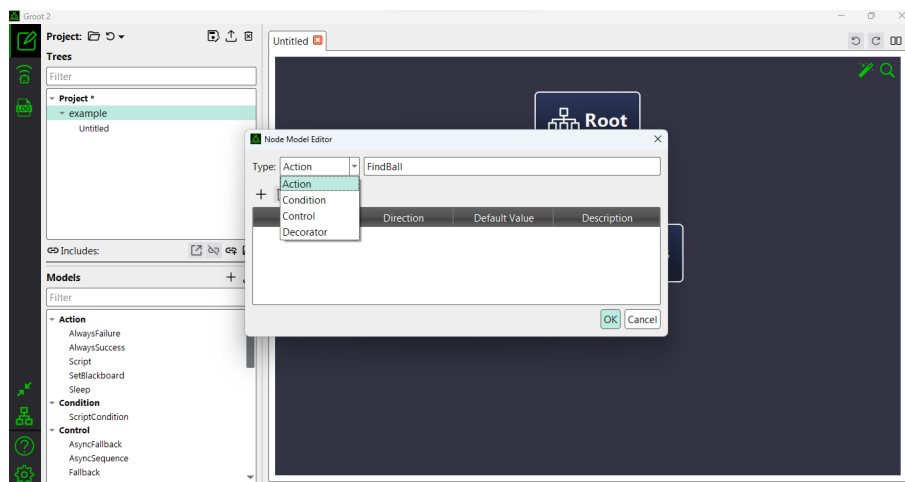 Groot 2
Project:
Untitled
Trees
Filter
Project *
example
Untitled
Root
Node Model Editor
Type: Action FindBall
Action
Condition
Control
Decorator
Direction Default Value Description
Includes:
OK Cancel
Models
Filter
Action
AlwaysFailure
AlwaysSuccess
Script
SetBlackboard
Sleep
Condition
ScriptCondition
Control
AsyncFallback
AsyncSequence
Fallback
LOG